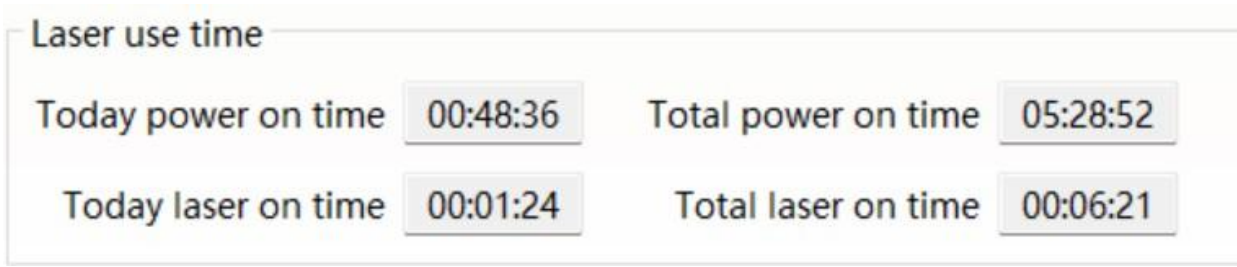 Laser use time
Today power on time 00:48:36 Total power on time 05:28:52
Today laser on time 00:01:24 Total laser on time 00:06:21